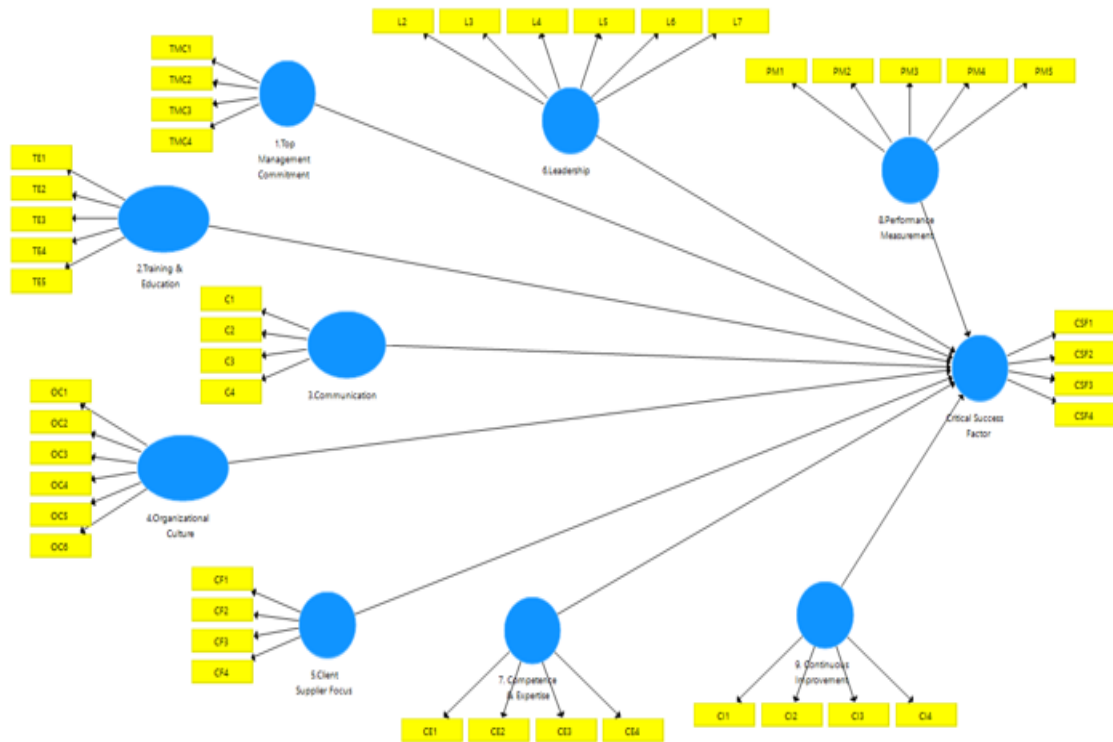 L2
L3
L4
L5
L6
L7
TMC1
TMC2
TMC3
TMC4
1.Top
Management
Commitment
6.Leadership
PM1
PM2
PM3
PM4
PM5
8.Performance
Measurement
TE1
TE2
TE3
TE4
TE5
2.Training &
Education
C1
C2
C3
C4
3.Communication
CSF1
CSF2
CSF3
CSF4
Critical Success
Factor
OC1
OC2
OC3
OC4
OC5
OC6
4.Organizational
Culture
CF1
CF2
CF3
CF4
5.Client
Supplier Focus
7. Competence
& Expertise
CE1
CE2
CE3
CE4
9. Continuous
Improvement
CI1
CI2
CI3
CI4